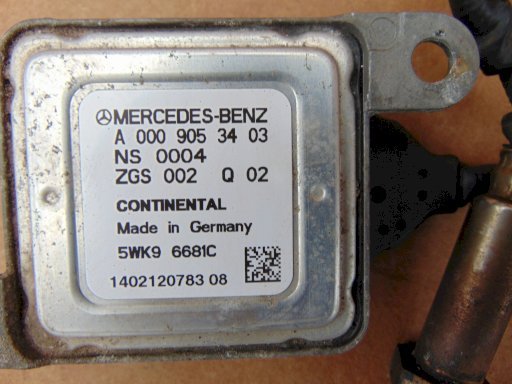 MERCEDES-BENZ
A 000 905 34 03
NS 0004
ZGS 002 Q 02
CONTINENTAL
Made in Germany
5WK9 6681C
1402120783 08